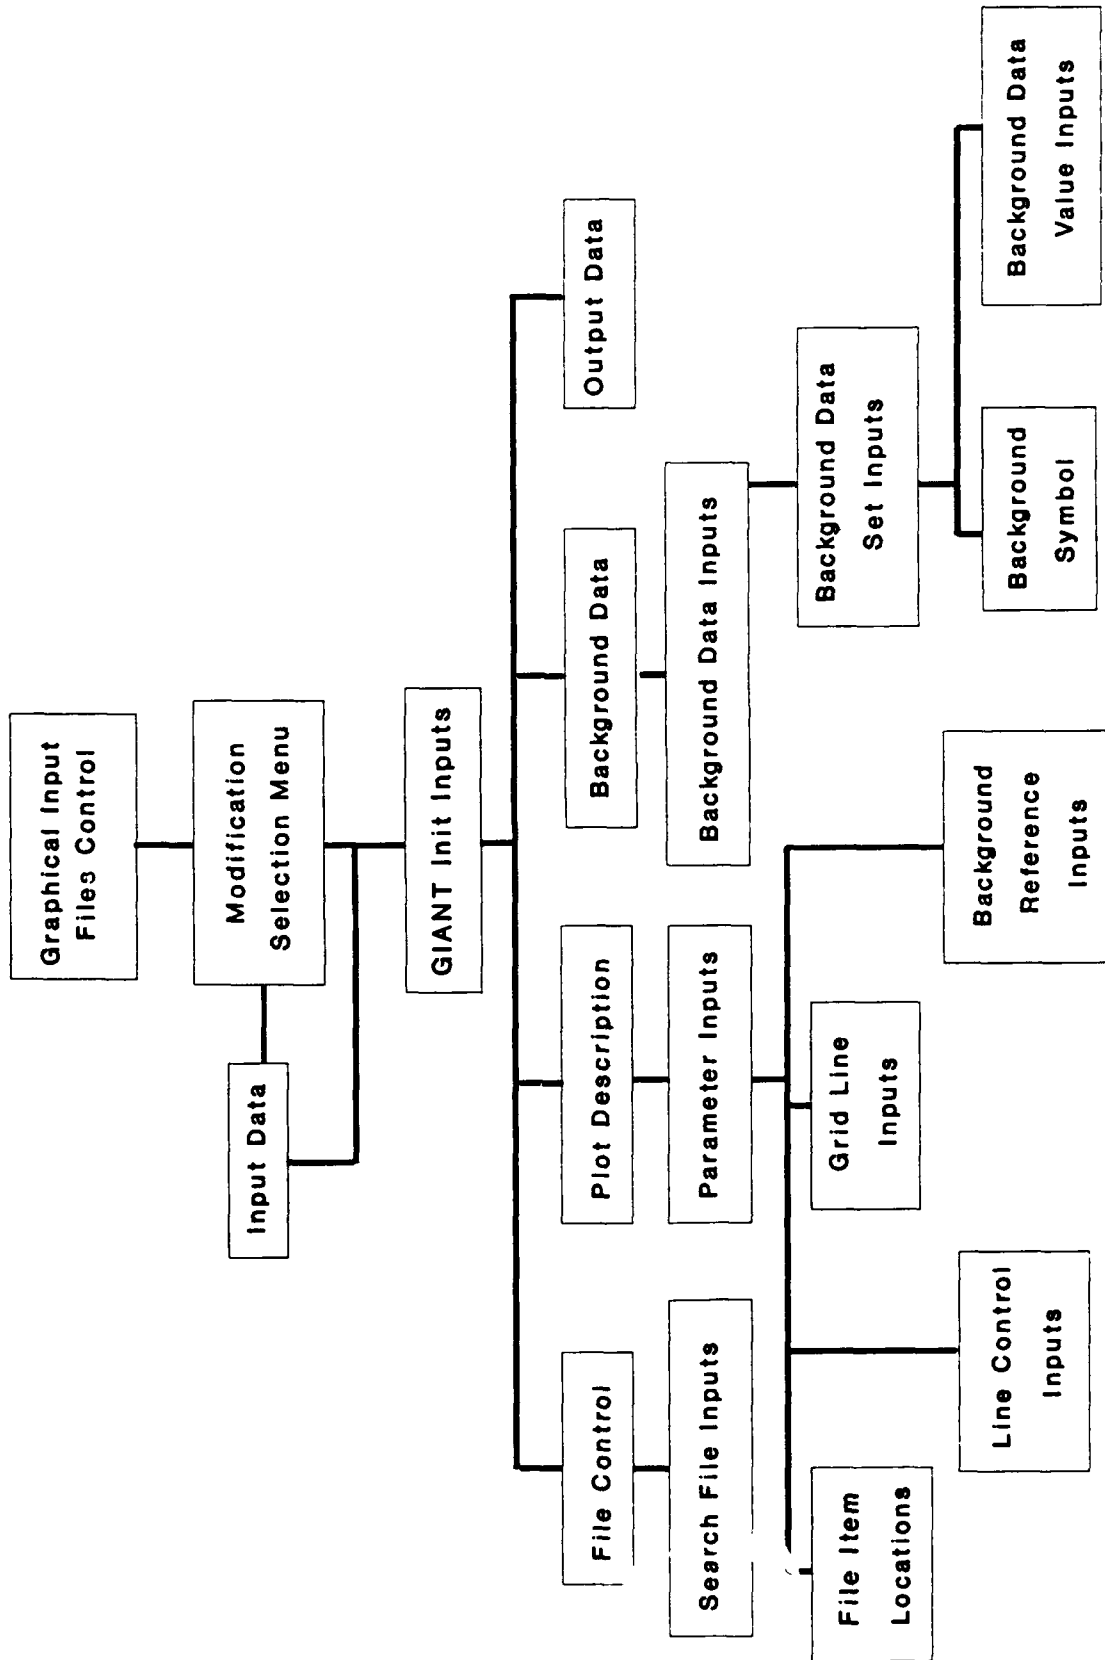 Graphical Input
Files Control
Modification
Selection Menu
Input Data
GIANT Init Inputs
File Control
Plot Description
Background Data
Output Data
Search File Inputs
Parameter Inputs
Background Data Inputs
File Item
Locations
Line Control
Inputs
Grid Line
Inputs
Background
Reference
Inputs
Background Data
Set Inputs
Background
Symbol
Background Data
Value Inputs